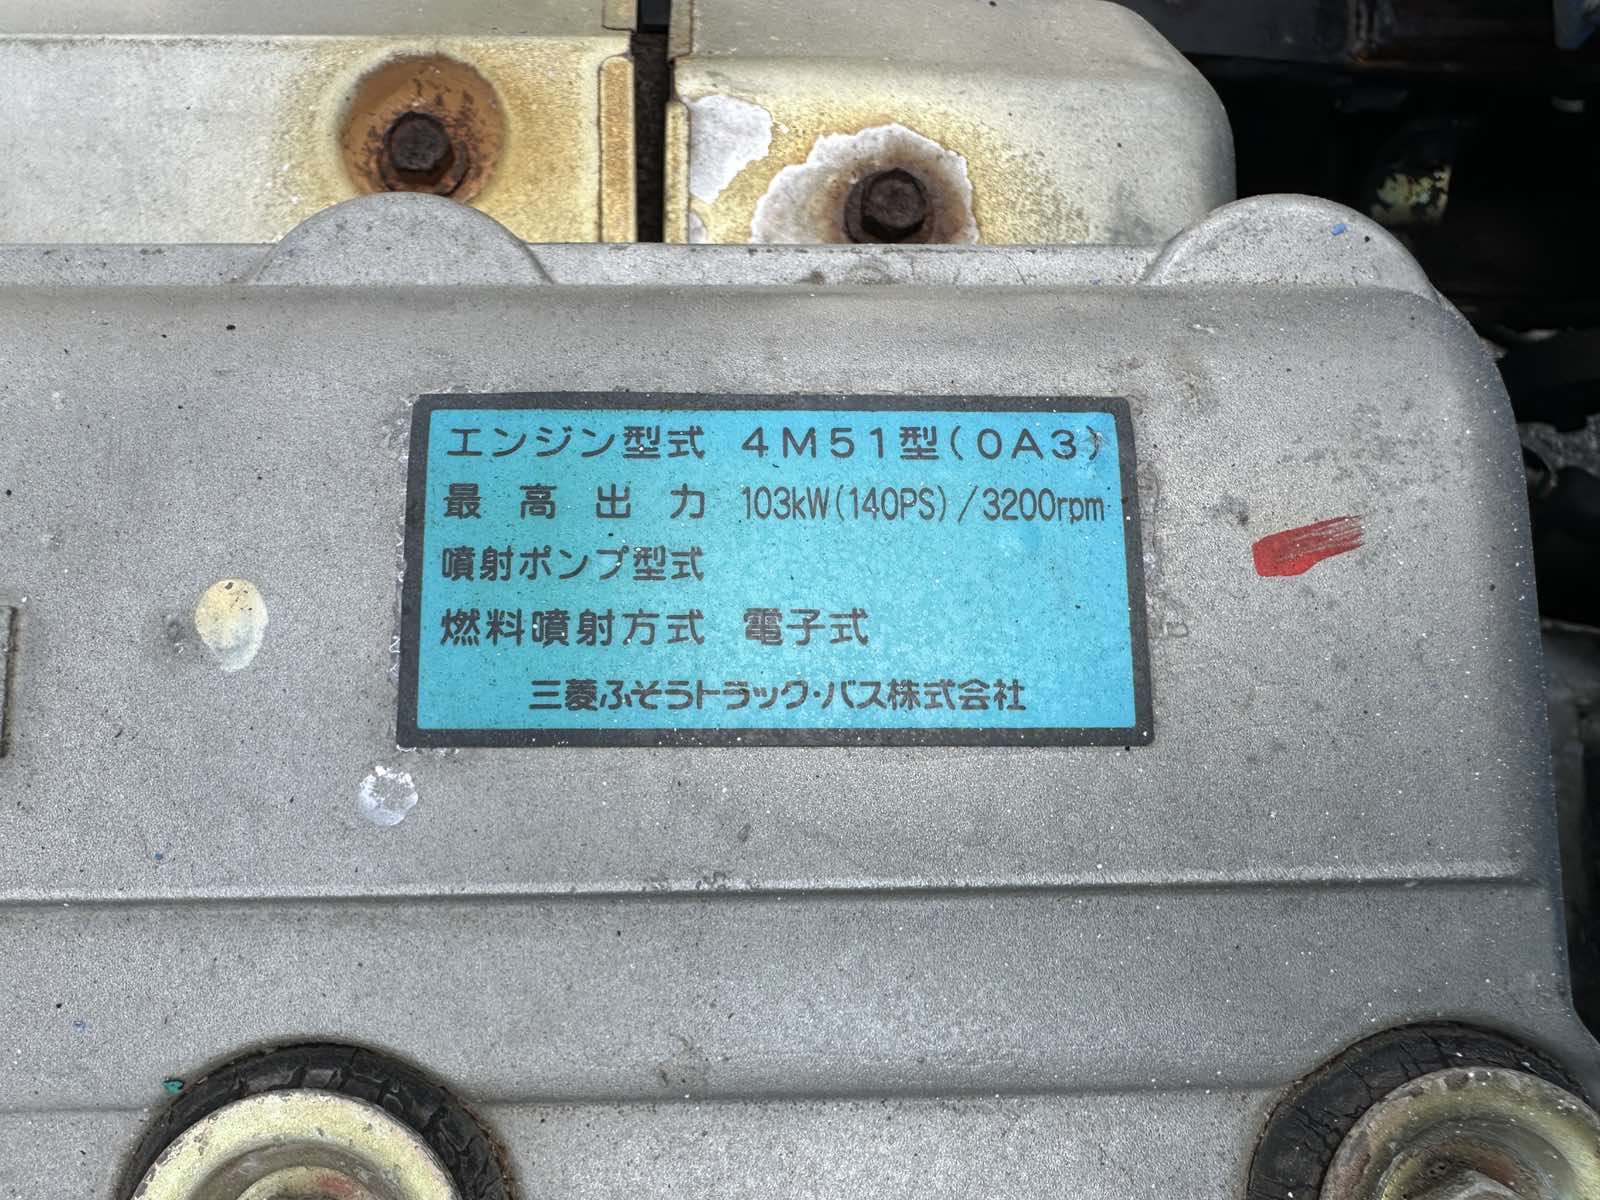 エンジン型式 4M51型(0A3)
最高出力 103kW(140PS)/3200rpm
噴射ポンプ型式
燃料噴射方式 電子式
三菱ふそうトラック・バス株式会社